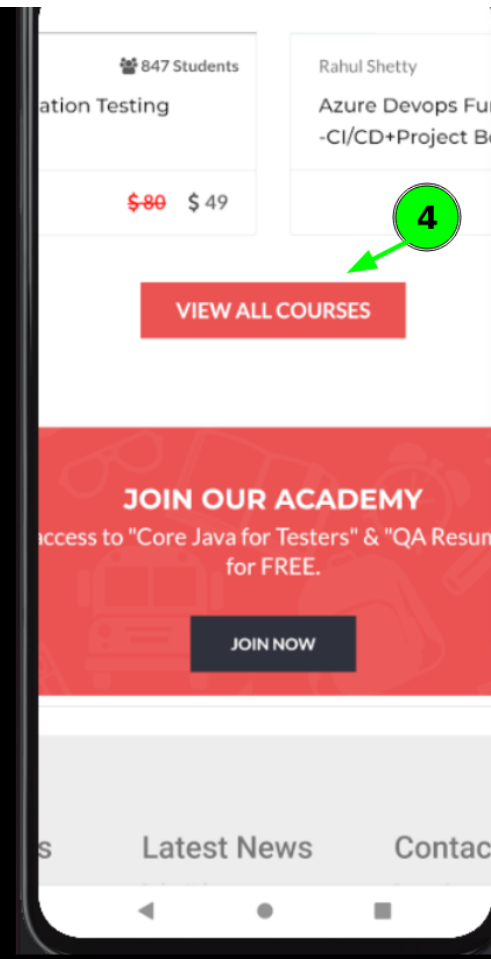 847 Students
Rahul Shetty
ation Testing
Azure Devops Fu
-CI/CD+Project B
$ 80 $ 49
4
VIEW ALL COURSES
JOIN OUR ACADEMY
access to "Core Java for Testers" & "QA Resum
for FREE.
JOIN NOW
s Latest News Contac